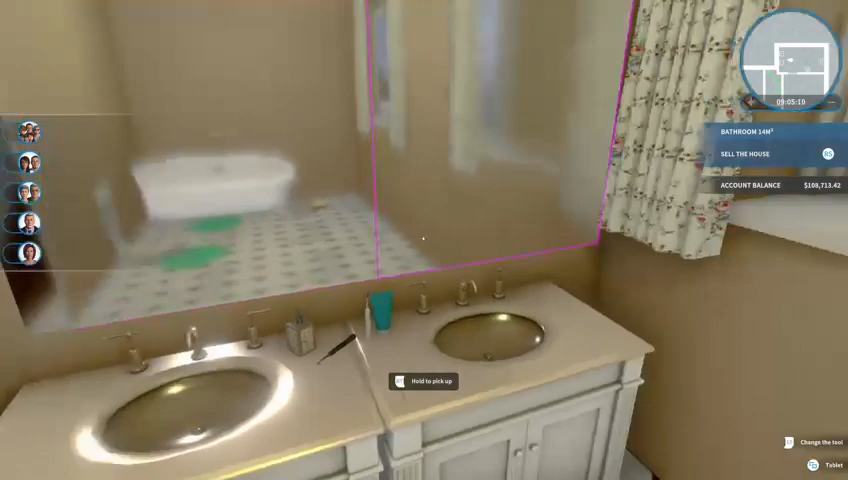 09:05:10
BATHROOM 14M²
SELL THE HOUSE
RS
ACCOUNT BALANCE $108,713.42
Hold to pick up
Change the tool
Tablet